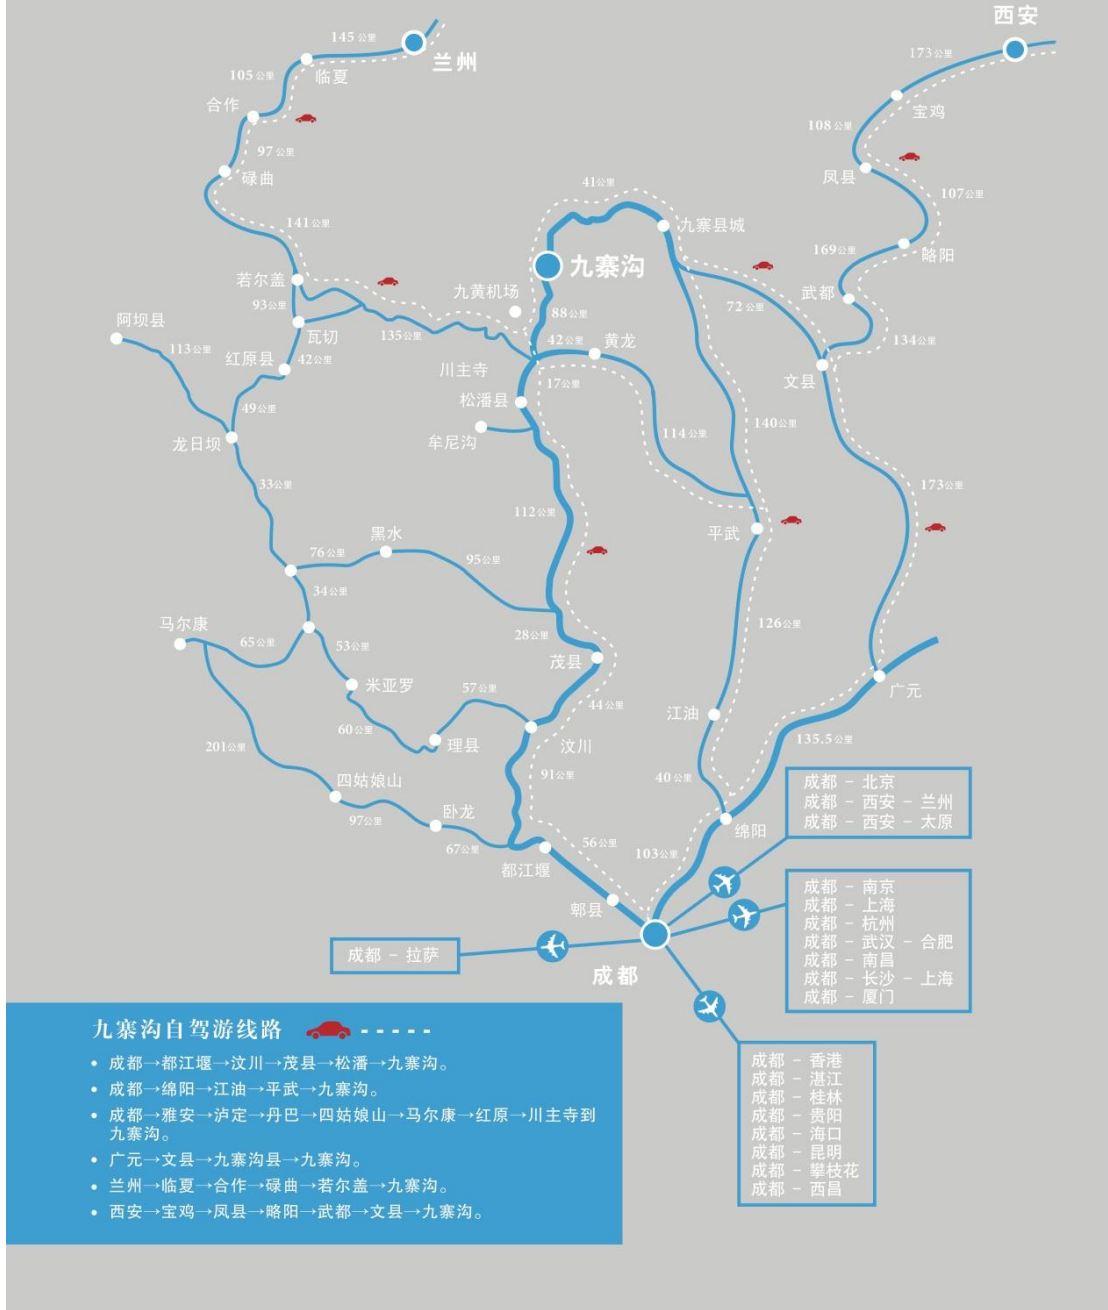 西安
145公里
173公里
兰州
105公里
临夏
合作
宝鸡
108公里
97公里
凤县
碌曲
41公里
107公里
141公里
九寨县城
169公里
略阳
九寨沟
若尔盖
九黄机场
武都
93公里
88公里
72公里
阿坝县
瓦切
135公里
42公里
黄龙
134公里
113公里
红原县
42公里
川主寺
17公里
文县
松潘县
49公里
140公里
龙日坝
牟尼沟
114公里
33公里
173公里
112公里
黑水
平武
76公里
95公里
34公里
马尔康
65公里
53公里
28公里
126公里
茂县
米亚罗
57公里
广元
44公里
江油
60公里
理县
汶川
135.5公里
201公里
91公里
40公里
四姑娘山
97公里
卧龙
绵阳
67公里
56公里
103公里
都江堰
郫县
成都
成都 - 北京
成都 - 西安 - 兰州
成都 - 西安 - 太原
成都 - 南京
成都 - 上海
成都 - 杭州
成都 - 武汉 - 合肥
成都 - 南昌
成都 - 长沙 - 上海
成都 - 厦门
成都 - 拉萨
成都 - 香港
成都 - 湛江
成都 - 桂林
成都 - 贵阳
成都 - 海口
成都 - 昆明
成都 - 攀枝花
成都 - 西昌
九寨沟自驾游线路
• 成都→都江堰→汶川→茂县→松潘→九寨沟。
• 成都→绵阳→江油→平武→九寨沟。
• 成都→雅安→泸定→丹巴→四姑娘山→马尔康→红原→川主寺到
九寨沟。
• 广元→文县→九寨沟县→九寨沟。
• 兰州→临夏→合作→碌曲→若尔盖→九寨沟。
• 西安→宝鸡→凤县→略阳→武都→文县→九寨沟。